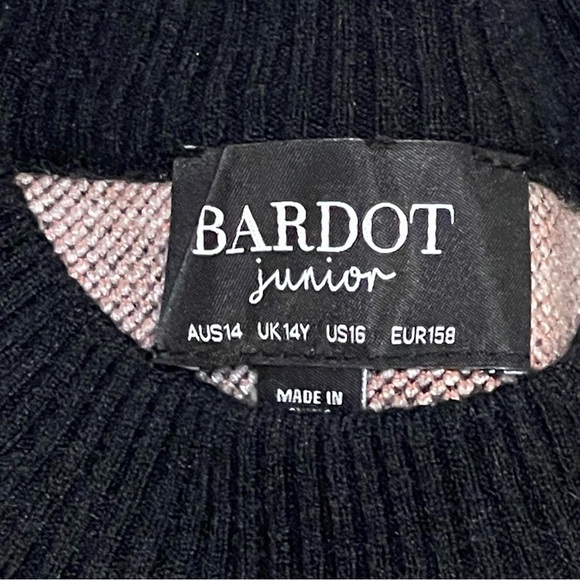 BARDOT
junior
AUS14 UK14Y US16 EUR158
MADE IN